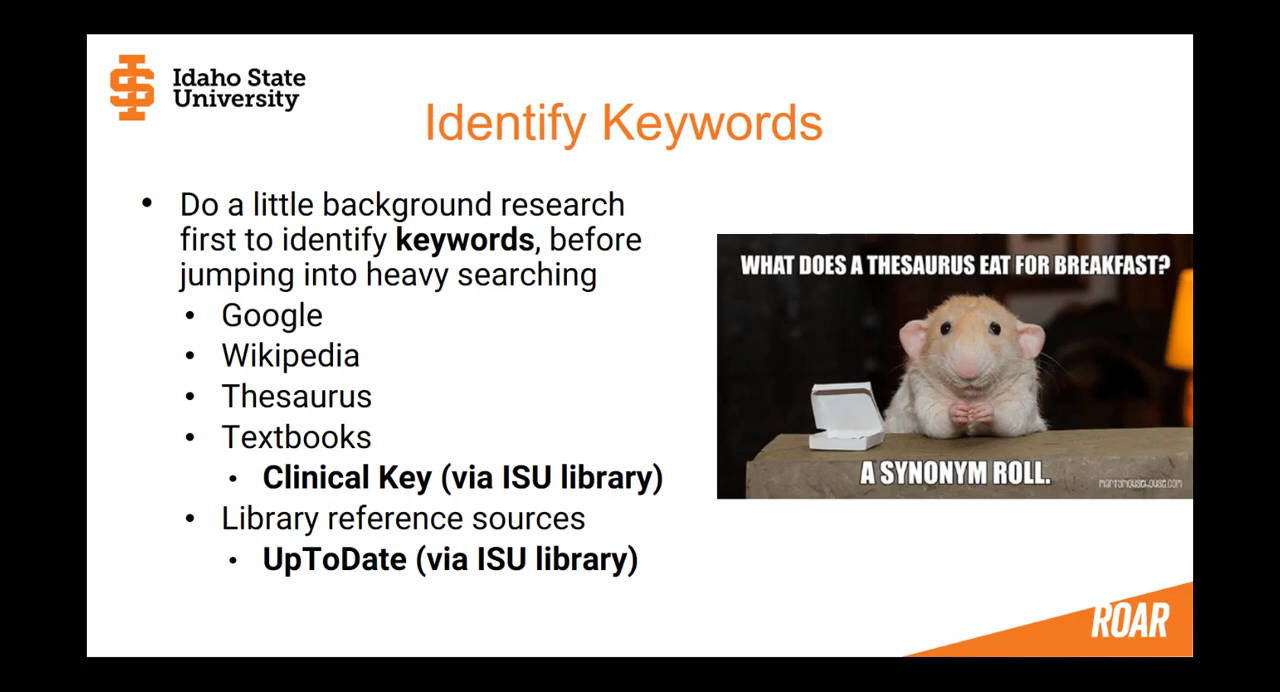 Idaho State
University
Identify Keywords
• Do a little background research
first to identify keywords, before
jumping into heavy searching
• Google
• Wikipedia
• Thesaurus
• Textbooks
• Clinical Key (via ISU library)
• Library reference sources
• UpToDate (via ISU library)
WHAT DOES A THESAURUS EAT FOR BREAKFAST?
A SYNONYM ROLL.
martysmousehouse.com
ROAR